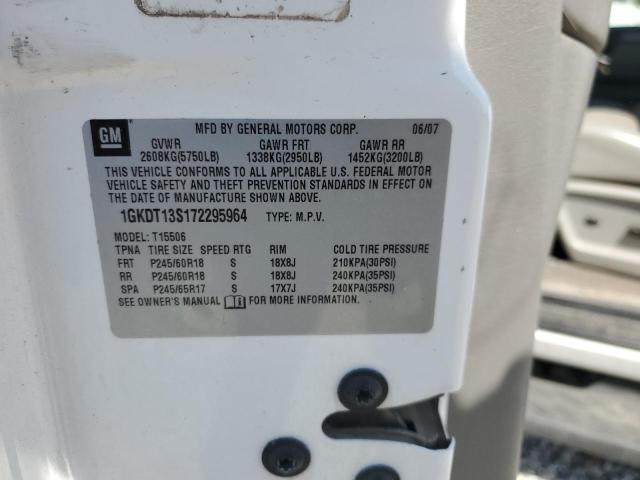 GM
MFD BY GENERAL MOTORS CORP. 06/07
GVWR GAWR FRT GAWR RR
2608KG(5750LB) 1338KG(2950LB) 1452KG(3200LB)
THIS VEHICLE CONFORMS TO ALL APPLICABLE U.S. FEDERAL MOTOR
VEHICLE SAFETY AND THEFT PREVENTION STANDARDS IN EFFECT ON
THE DATE OF MANUFACTURE SHOWN ABOVE.
1GKDT13S172295964 TYPE: M.P.V.
MODEL: T15506
TPNA TIRE SIZE SPEED RTG RIM COLD TIRE PRESSURE
FRT P245/60R18 S 18X8J 210KPA(30PSI)
RR P245/60R18 S 18X8J 240KPA(35PSI)
SPA P245/65R17 S 17X7J 240KPA(35PSI)
SEE OWNER'S MANUAL FOR MORE INFORMATION.